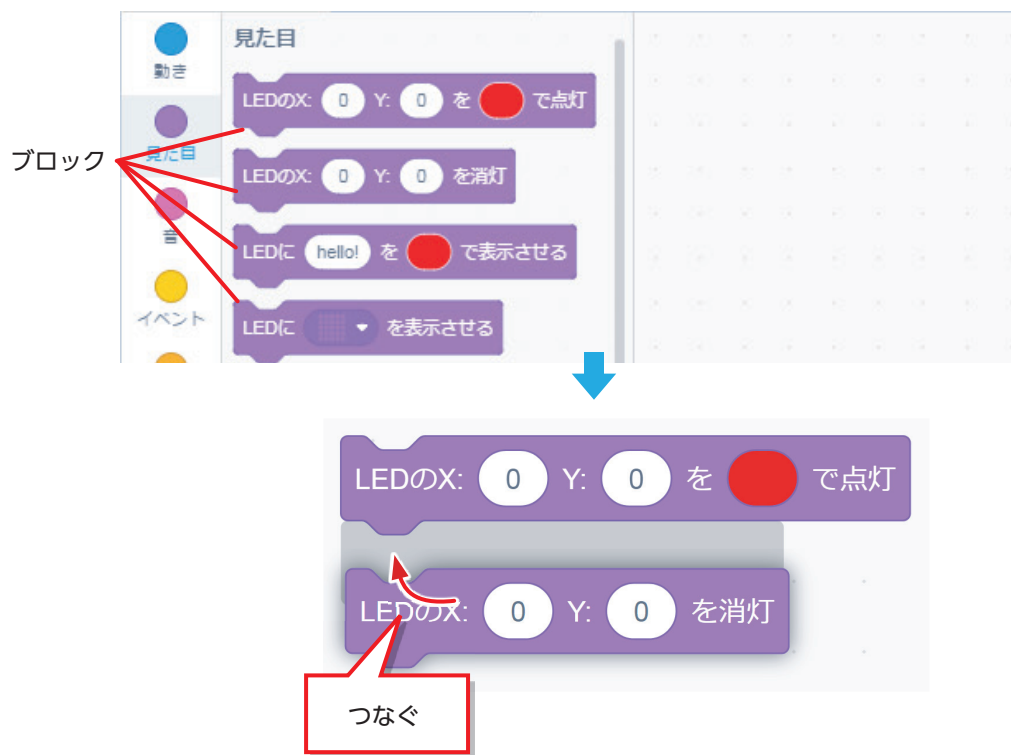 見た目
動き
LEDのX: 0 Y: 0 を で点灯
ブロック
見た目
LEDのX: 0 Y: 0 を消灯
音
LEDに hello! を で表示させる
イベント
LEDに を表示させる
LEDのX: 0 Y: 0 を で点灯
LEDのX: 0 Y: 0 を消灯
つなぐ